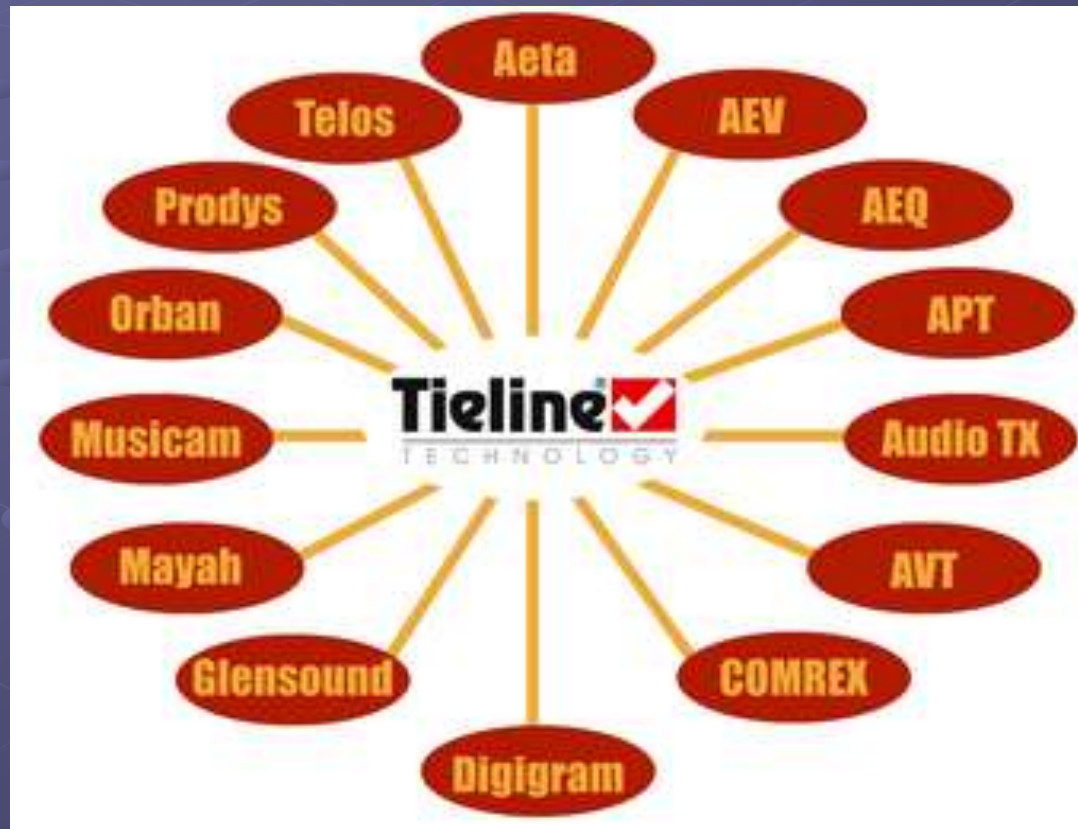 Aeta
AEV
AEQ
APT
Audio TX
AVT
COMREX
Digigram
Glensound
Mayah
Musicam
Orban
Prodys
Telos
Tieline
TECHNOLOGY